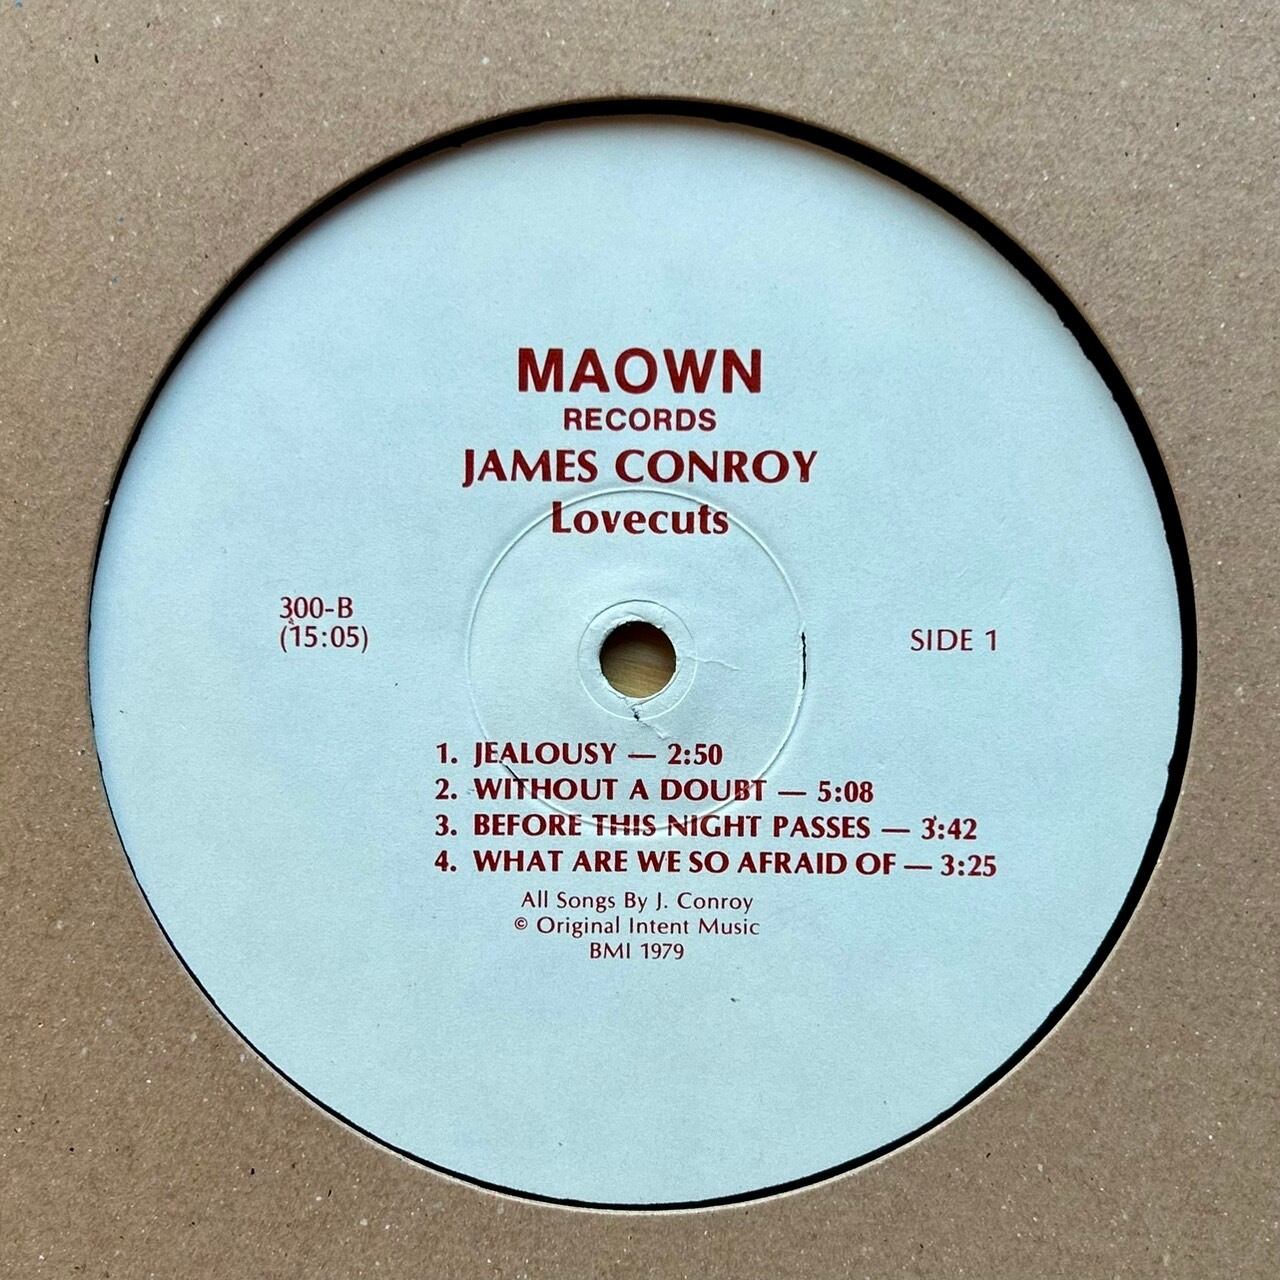 MAOWN
RECORDS
JAMES CONROY
Lovecuts
300-B
(15:05)
SIDE 1
1. JEALOUSY — 2:50
2. WITHOUT A DOUBT — 5:08
3. BEFORE THIS NIGHT PASSES — 3:42
4. WHAT ARE WE SO AFRAID OF — 3:25
All Songs By J. Conroy
© Original Intent Music
BMI 1979